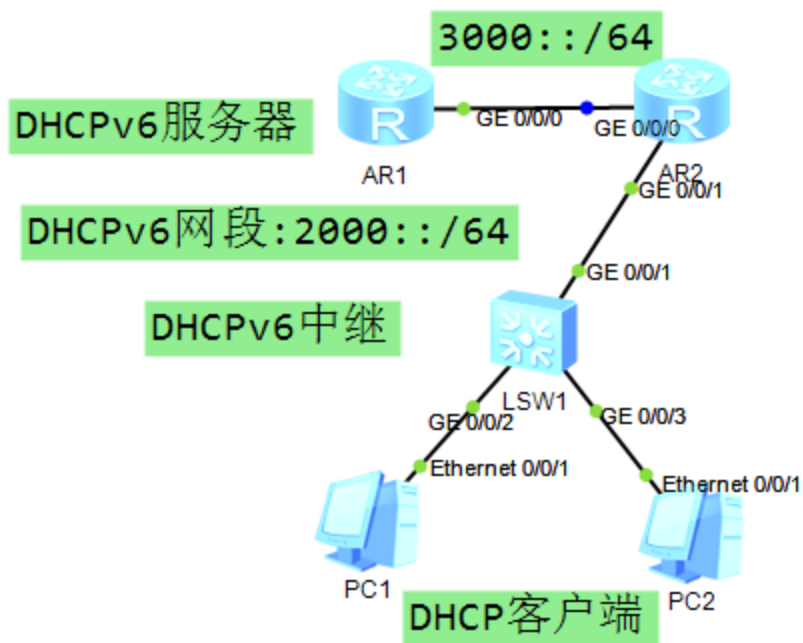 3000::/64
DHCPv6服务器
GE 0/0/0
GE 0/0/0
R
R
AR1
AR2
GE 0/0/1
DHCPv6网段:2000::/64
GE 0/0/1
DHCPv6中继
LSW1
GE 0/0/2
GE 0/0/3
Ethernet 0/0/1
Ethernet 0/0/1
PC1
PC2
DHCP客户端